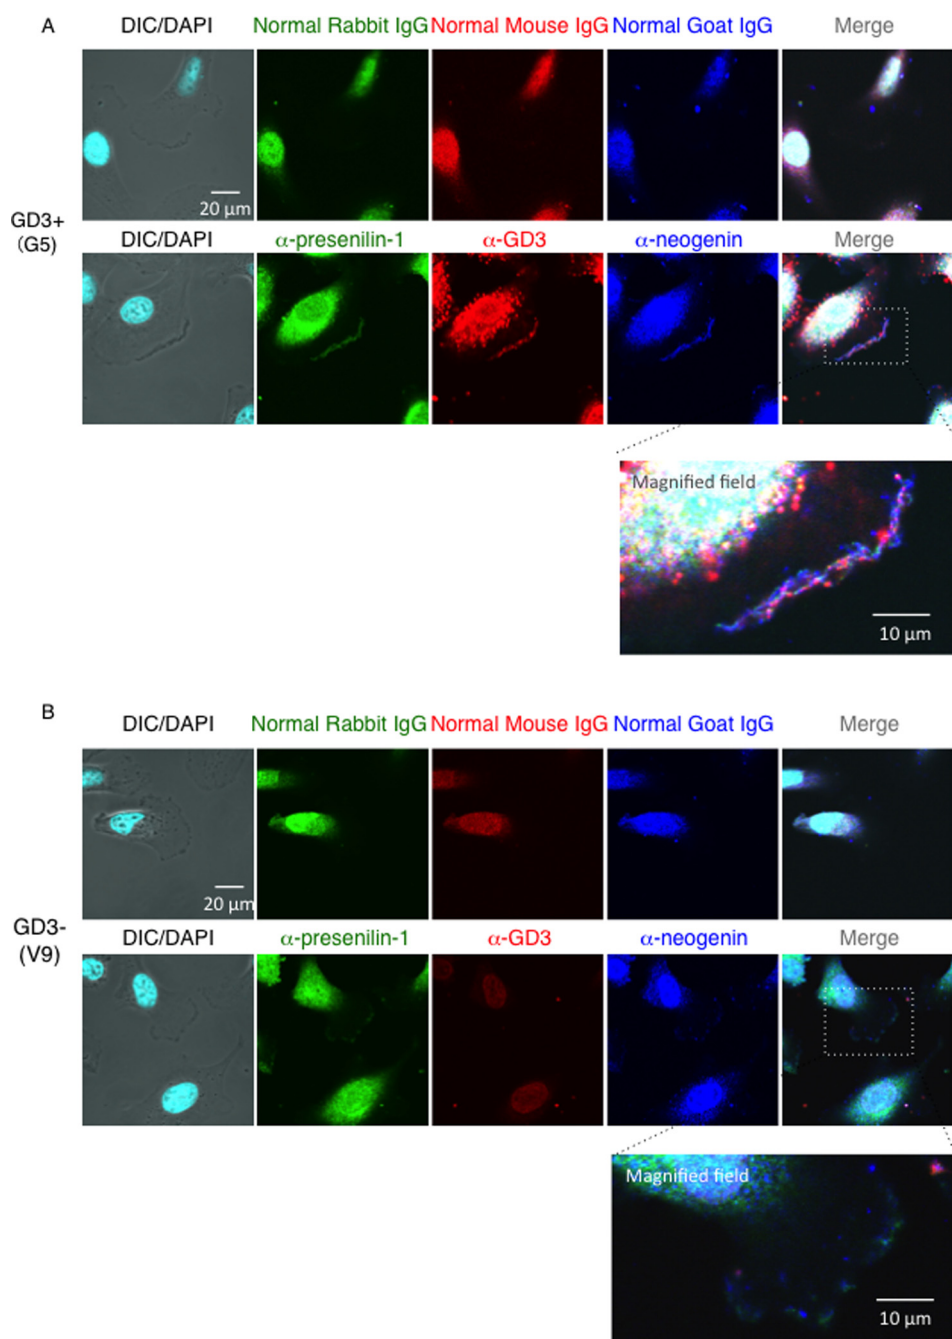 A
DIC/DAPI
Normal Rabbit IgG
Normal Mouse IgG
Normal Goat IgG
Merge
20 μm
GD3+
(G5)
DIC/DAPI
α-presenilin-1
α-GD3
α-neogenin
Merge
Magnified field
10 μm
B
DIC/DAPI
Normal Rabbit IgG
Normal Mouse IgG
Normal Goat IgG
Merge
20 μm
GD3-
(V9)
DIC/DAPI
α-presenilin-1
α-GD3
α-neogenin
Merge
Magnified field
10 μm